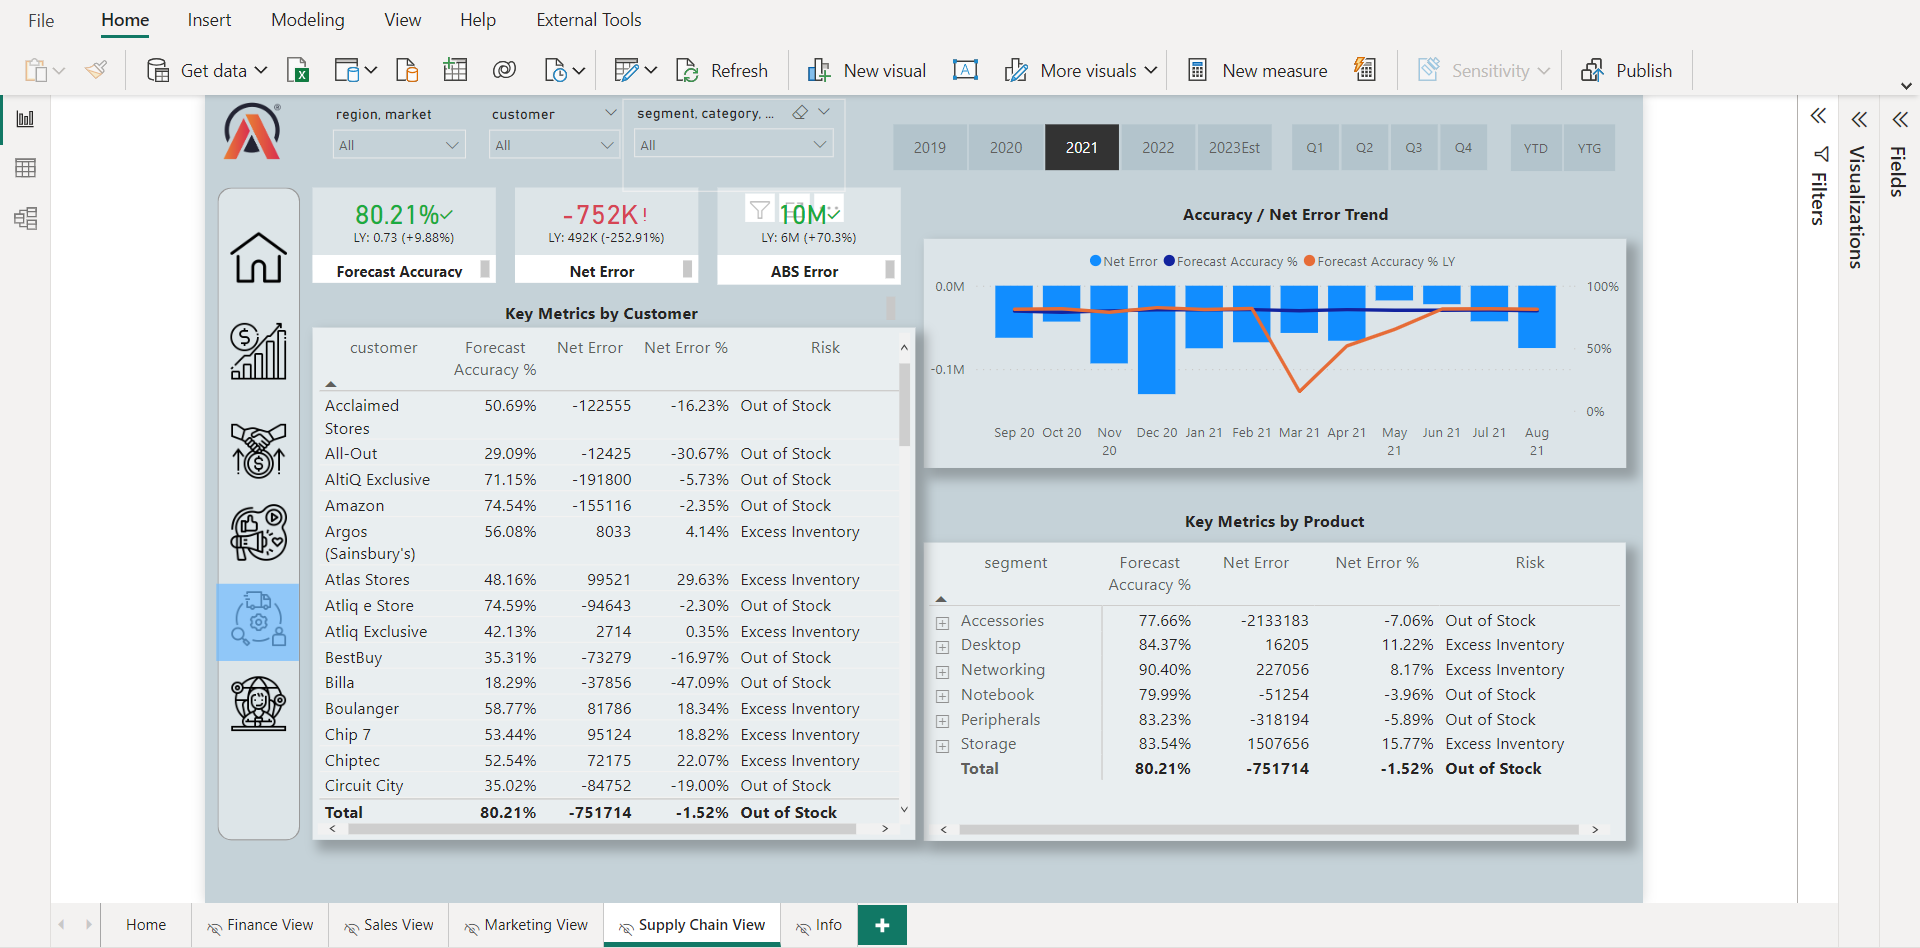 File Home Insert Modeling View Help External Tools
Get data Refresh New visual A More visuals New measure Sensitivity Publish
region, market customer segment, category, ...
All All All
2019 2020 2021 2022 2023Est Q1 Q2 Q3 Q4 YTD YTG
80.21% -752K! 10M
LY: 0.73 (+9.88%) LY: 492K (-252.91%) LY: 6M (+70.3%)
Forecast Accuracy Net Error ABS Error
Key Metrics by Customer
customer Forecast Accuracy % Net Error Net Error % Risk
Acclaimed Stores 50.69% -122555 -16.23% Out of Stock
All-Out 29.09% -12425 -30.67% Out of Stock
AltiQ Exclusive 71.15% -191800 -5.73% Out of Stock
Amazon 74.54% -155116 -2.35% Out of Stock
Argos (Sainsbury's) 56.08% 8033 4.14% Excess Inventory
Atlas Stores 48.16% 99521 29.63% Excess Inventory
Atliq e Store 74.59% -94643 -2.30% Out of Stock
Atliq Exclusive 42.13% 2714 0.35% Excess Inventory
BestBuy 35.31% -73279 -16.97% Out of Stock
Billa 18.29% -37856 -47.09% Out of Stock
Boulanger 58.77% 81786 18.34% Excess Inventory
Chip 7 53.44% 95124 18.82% Excess Inventory
Chiptec 52.54% 72175 22.07% Excess Inventory
Circuit City 35.02% -84752 -19.00% Out of Stock
Total 80.21% -751714 -1.52% Out of Stock
Accuracy / Net Error Trend
Net Error Forecast Accuracy % Forecast Accuracy % LY
0.0M 100%
50%
-0.1M
0%
Sep 20 Oct 20 Nov 20 Dec 20 Jan 21 Feb 21 Mar 21 Apr 21 May 21 Jun 21 Jul 21 Aug 21
Key Metrics by Product
segment Forecast Accuracy % Net Error Net Error % Risk
Accessories 77.66% -2133183 -7.06% Out of Stock
Desktop 84.37% 16205 11.22% Excess Inventory
Networking 90.40% 227056 8.17% Excess Inventory
Notebook 79.99% -51254 -3.96% Out of Stock
Peripherals 83.23% -318194 -5.89% Out of Stock
Storage 83.54% 1507656 15.77% Excess Inventory
Total 80.21% -751714 -1.52% Out of Stock
Filters
Visualizations
Fields
Home Finance View Sales View Marketing View Supply Chain View Info +